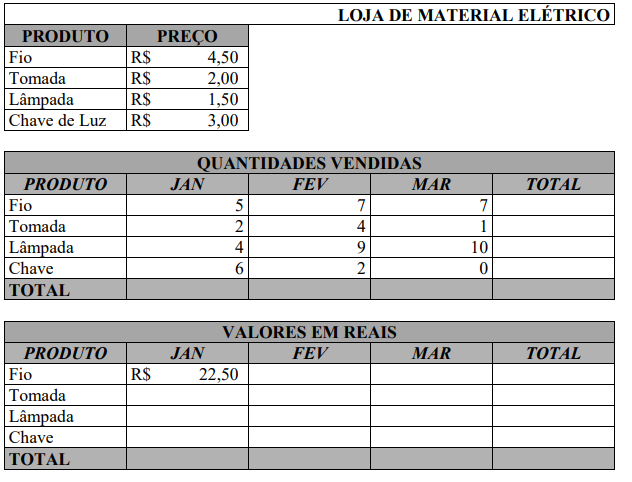 LOJA DE MATERIAL ELÉTRICO
PRODUTO PREÇO
Fio R$ 4,50
Tomada R$ 2,00
Lâmpada R$ 1,50
Chave de Luz R$ 3,00
QUANTIDADES VENDIDAS
PRODUTO JAN FEV MAR TOTAL
Fio 5 7 7
Tomada 2 4 1
Lâmpada 4 9 10
Chave 6 2 0
TOTAL
VALORES EM REAIS
PRODUTO JAN FEV MAR TOTAL
Fio R$ 22,50
Tomada
Lâmpada
Chave
TOTAL